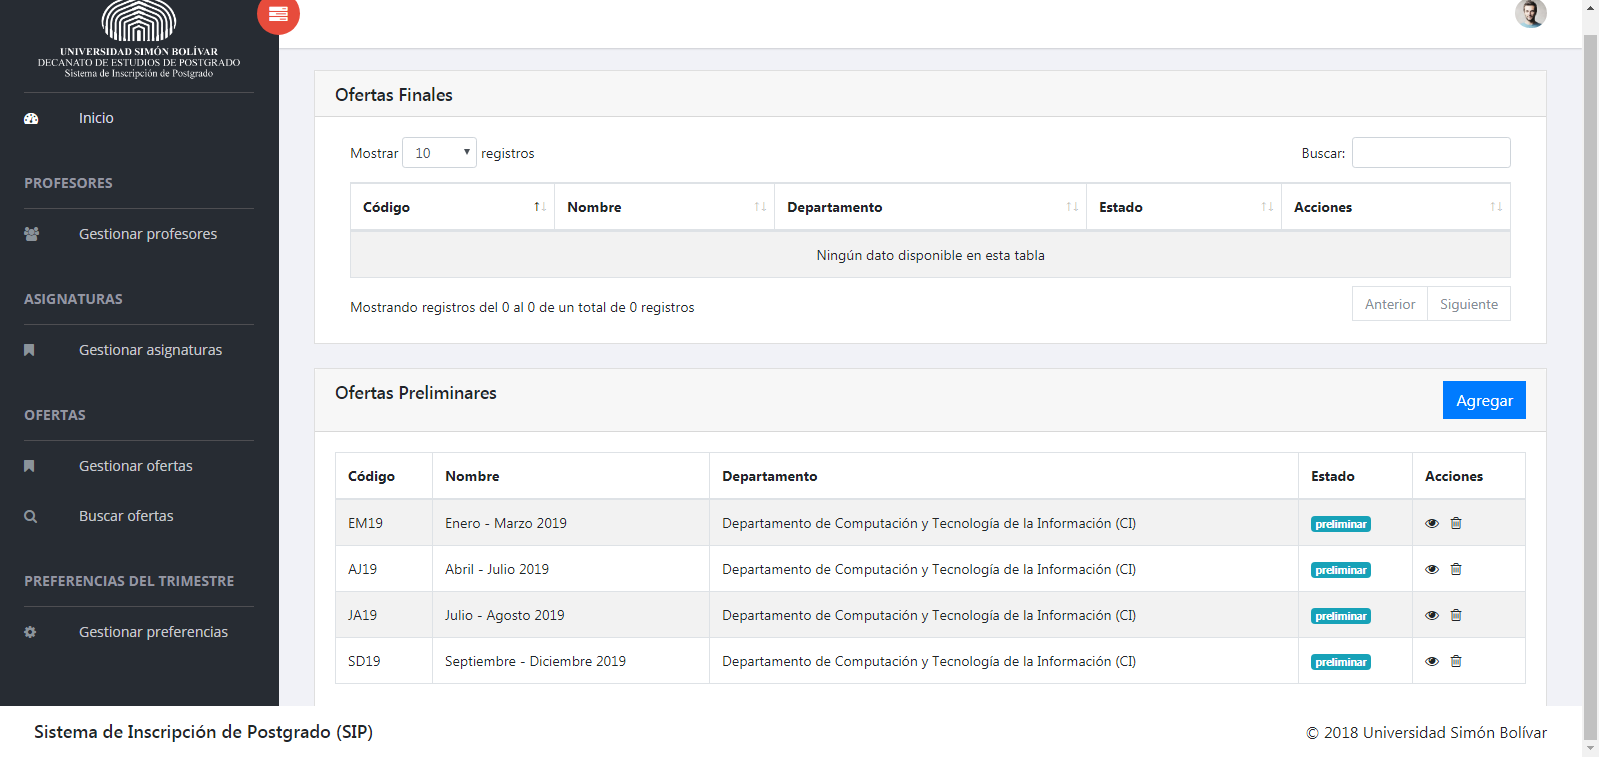 UNIVERSIDAD SIMÓN BOLÍVAR
DECANATO DE ESTUDIOS DE POSTGRADO
Sistema de Inscripción de Postgrado
Inicio
PROFESORES
Gestionar profesores
ASIGNATURAS
Gestionar asignaturas
OFERTAS
Gestionar ofertas
Buscar ofertas
PREFERENCIAS DEL TRIMESTRE
Gestionar preferencias
Ofertas Finales
Mostrar 10 registros
Buscar:
Código Nombre Departamento Estado Acciones
Ningún dato disponible en esta tabla
Mostrando registros del 0 al 0 de un total de 0 registros
Anterior Siguiente
Ofertas Preliminares
Agregar
Código Nombre Departamento Estado Acciones
EM19 Enero - Marzo 2019 Departamento de Computación y Tecnología de la Información (CI) preliminar
AJ19 Abril - Julio 2019 Departamento de Computación y Tecnología de la Información (CI) preliminar
JA19 Julio - Agosto 2019 Departamento de Computación y Tecnología de la Información (CI) preliminar
SD19 Septiembre - Diciembre 2019 Departamento de Computación y Tecnología de la Información (CI) preliminar
Sistema de Inscripción de Postgrado (SIP)
© 2018 Universidad Simón Bolívar